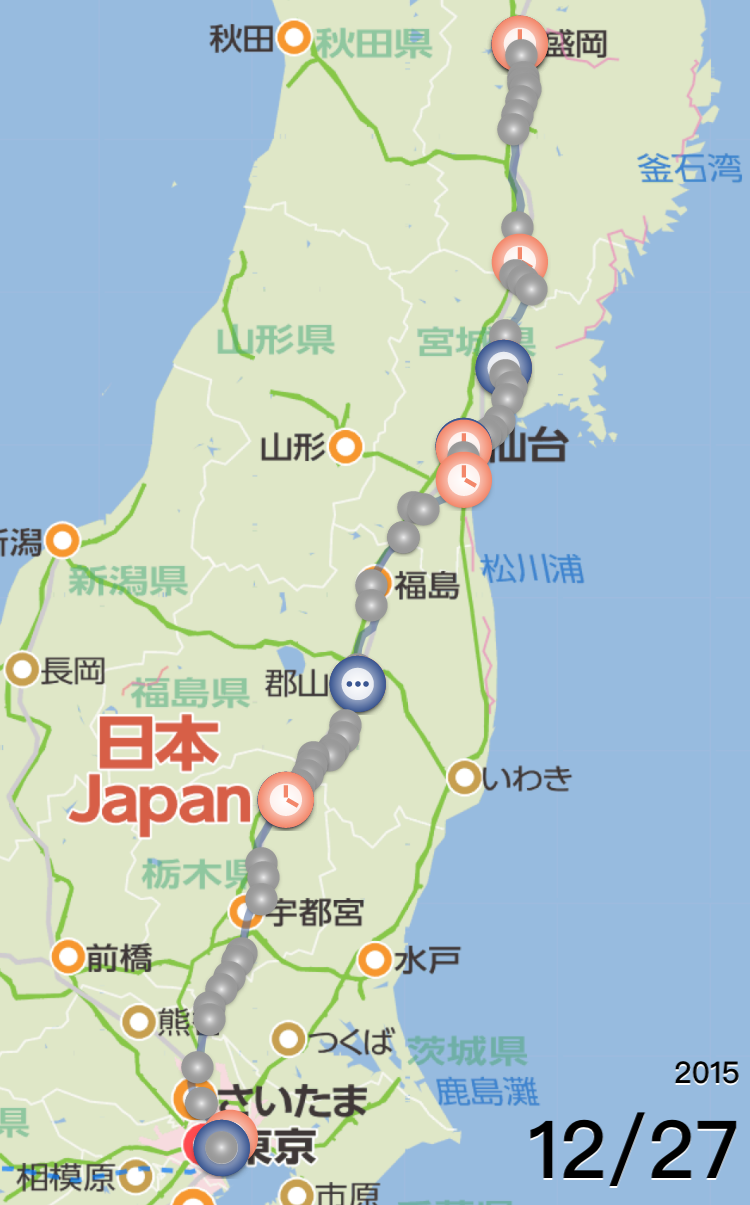 秋田
秋田県
盛岡
釜石湾
山形県
宮城県
山形
仙台
新潟
新潟県
福島
松川浦
長岡
福島県
郡山
日本
Japan
いわき
栃木県
宇都宮
前橋
水戸
熊谷
つくば
茨城県
2015
さいたま
鹿島灘
県
東京
12/27
相模原
市原